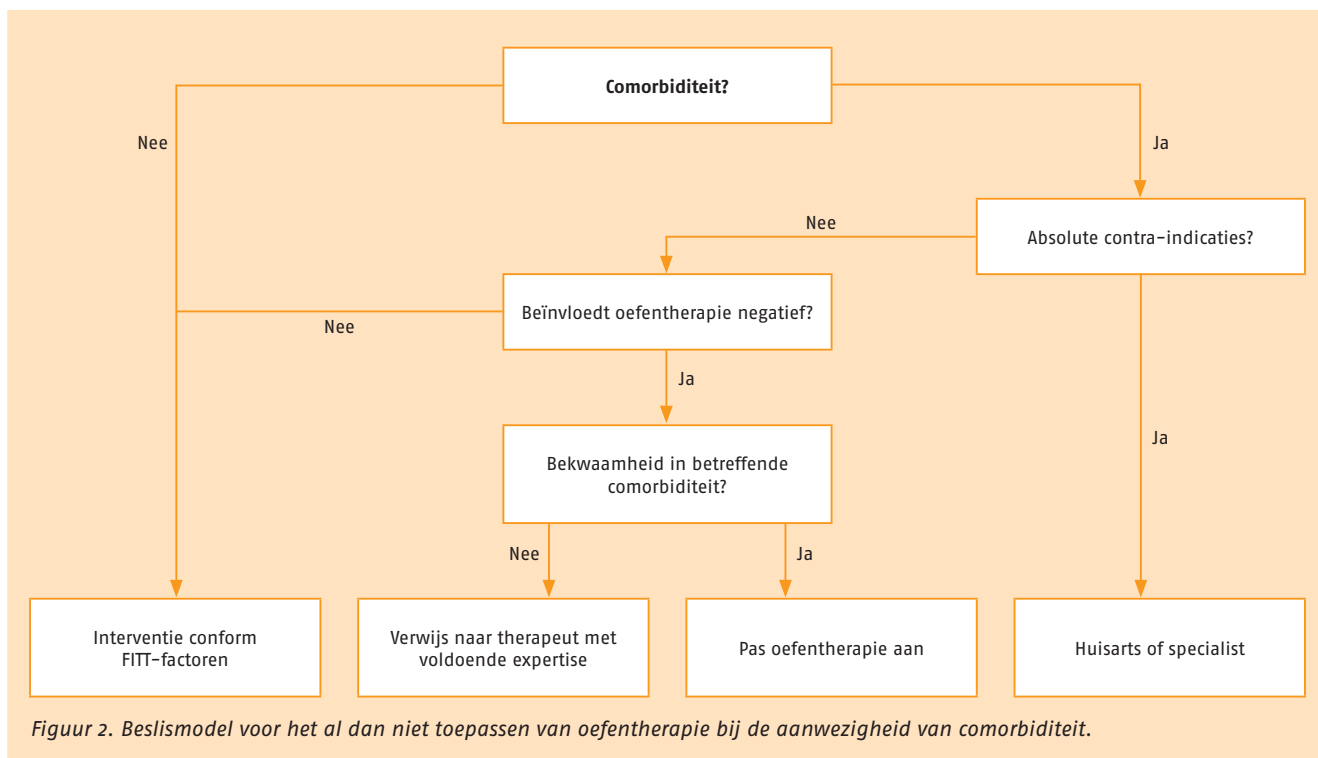 Comorbiditeit?
Nee
Ja
Nee
Absolute contra-indicaties?
Beïnvloedt oefentherapie negatief?
Nee
Ja
Ja
Bekwaamheid in betreffende
comorbiditeit?
Nee
Ja
Interventie conform
FITT-factoren
Verwijs naar therapeut met
voldoende expertise
Pas oefentherapie aan
Huisarts of specialist
Figuur 2. Beslismodel voor het al dan niet toepassen van oefentherapie bij de aanwezigheid van comorbiditeit.